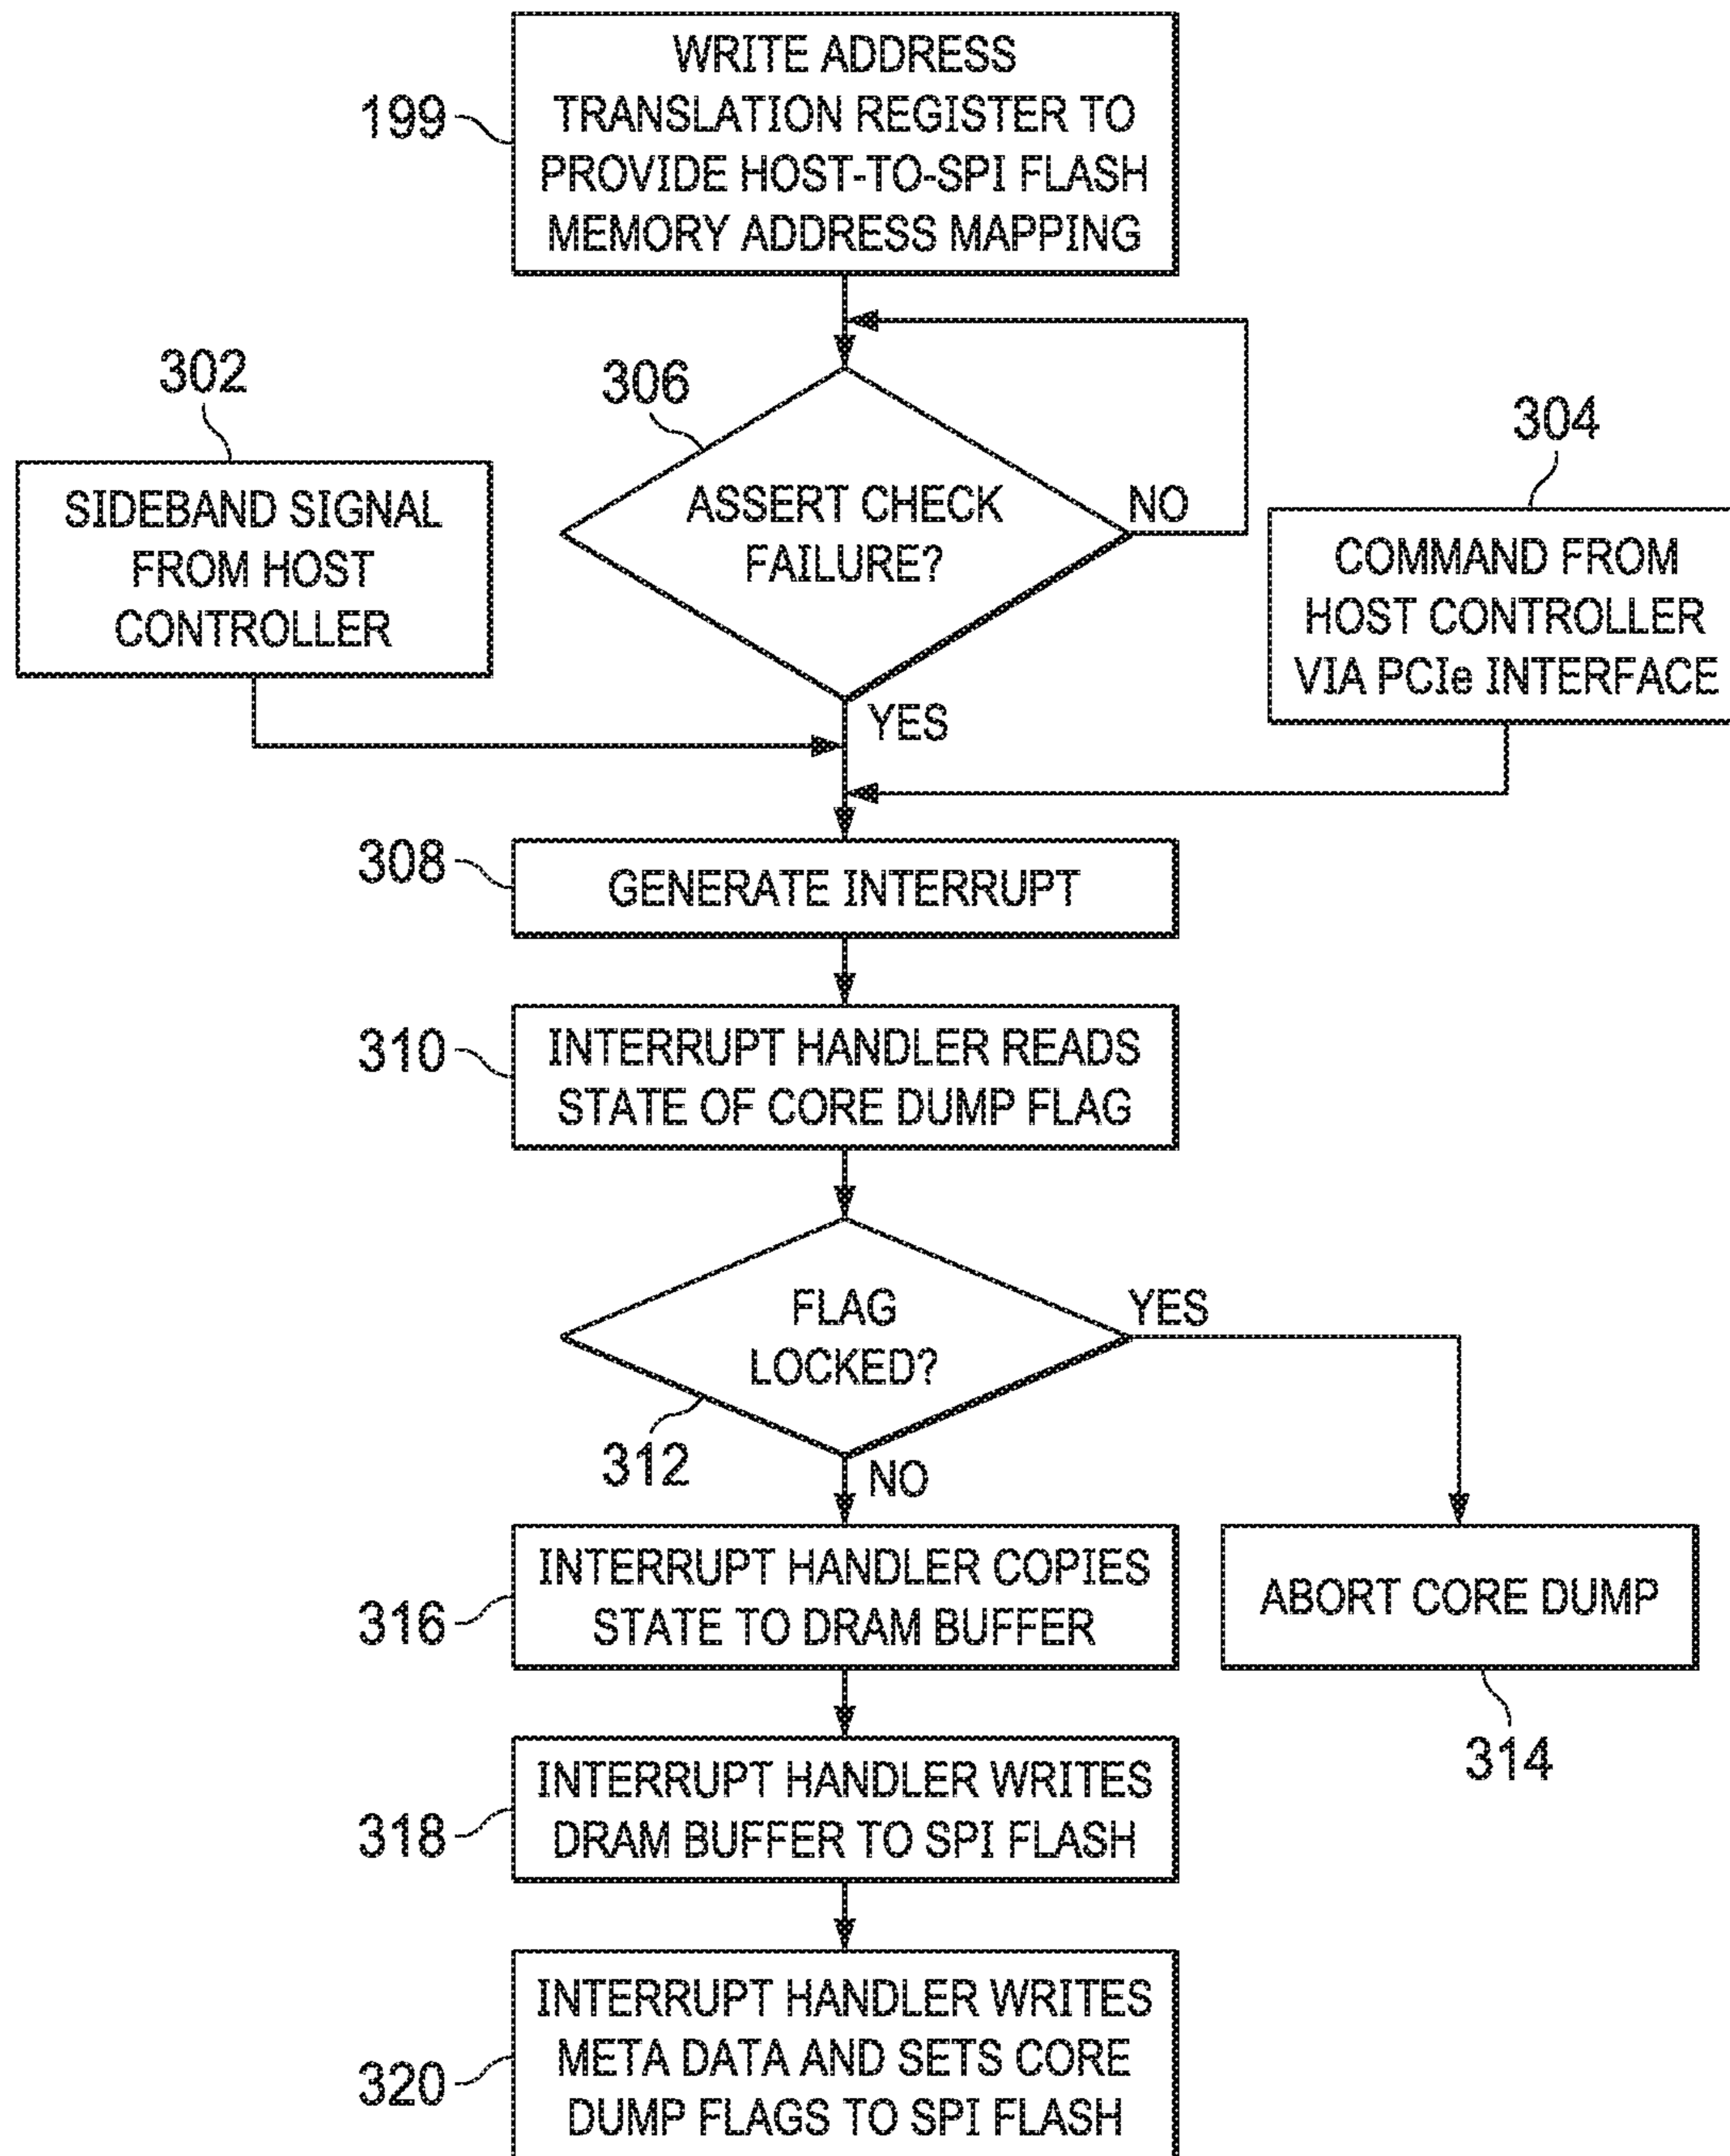 199
WRITE ADDRESS
TRANSLATION REGISTER TO
PROVIDE HOST-TO-SPI FLASH
MEMORY ADDRESS MAPPING
302
SIDEBAND SIGNAL
FROM HOST
CONTROLLER
306
ASSERT CHECK
FAILURE?
NO
YES
304
COMMAND FROM
HOST CONTROLLER
VIA PCIe INTERFACE
308
GENERATE INTERRUPT
310
INTERRUPT HANDLER READS
STATE OF CORE DUMP FLAG
FLAG
LOCKED?
YES
312
NO
316
INTERRUPT HANDLER COPIES
STATE TO DRAM BUFFER
ABORT CORE DUMP
314
318
INTERRUPT HANDLER WRITES
DRAM BUFFER TO SPI FLASH
320
INTERRUPT HANDLER WRITES
META DATA AND SETS CORE
DUMP FLAGS TO SPI FLASH